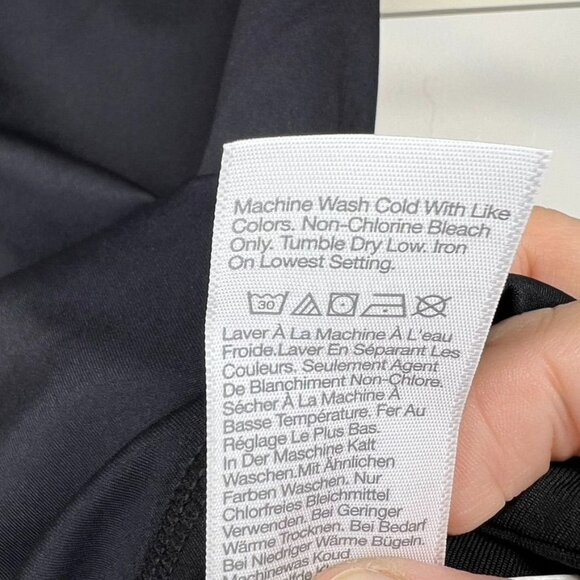 Machine Wash Cold With Like
Colors. Non-Chlorine Bleach
Only. Tumble Dry Low. Iron
On Lowest Setting.
30
Laver À La Machine À L'eau
Froide.Laver En Séparant Les
Couleurs. Seulement Agent
De Blanchiment Non-Chlore.
Sécher À La Machine À
Basse Température. Fer Au
Réglage Le Plus Bas.
In Der Maschine Kalt
Waschen.Mit Ähnlichen
Farben Waschen. Nur
Chlorfreies Bleichmittel
Verwenden. Bei Geringer
Wärme Trocknen. Bei Bedarf
Bei Niedriger Wärme Bügeln.
Machinewas Koud